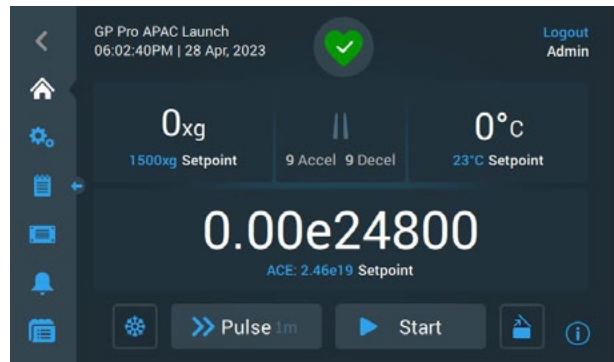 GP Pro APAC Launch
06:02:40PM | 28 Apr, 2023
Logout
Admin
0xg
1500xg Setpoint
9 Accel 9 Decel
0°C
23°C Setpoint
0.00e24800
ACE: 2.46e19 Setpoint
Pulse 1m
Start